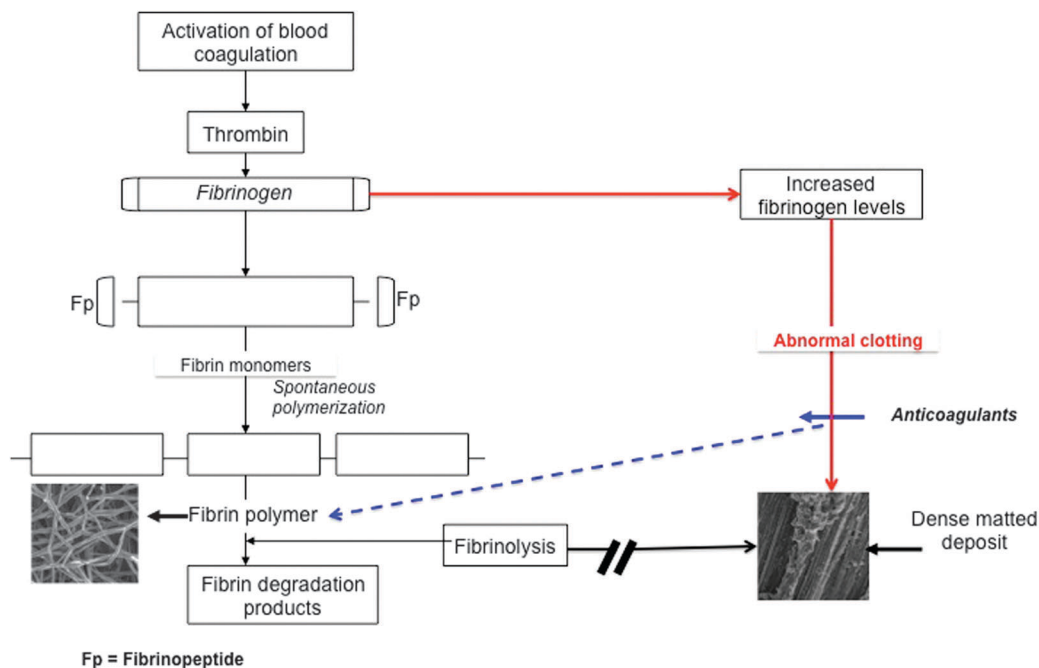 Activation of blood
coagulation
Thrombin
Fibrinogen
Increased
fibrinogen levels
Fp
Fp
Abnormal clotting
Fibrin monomers
Spontaneous
polymerization
Anticoagulants
Fibrin polymer
Fibrinolysis
Dense matted
deposit
Fibrin degradation
products
Fp = Fibrinopeptide